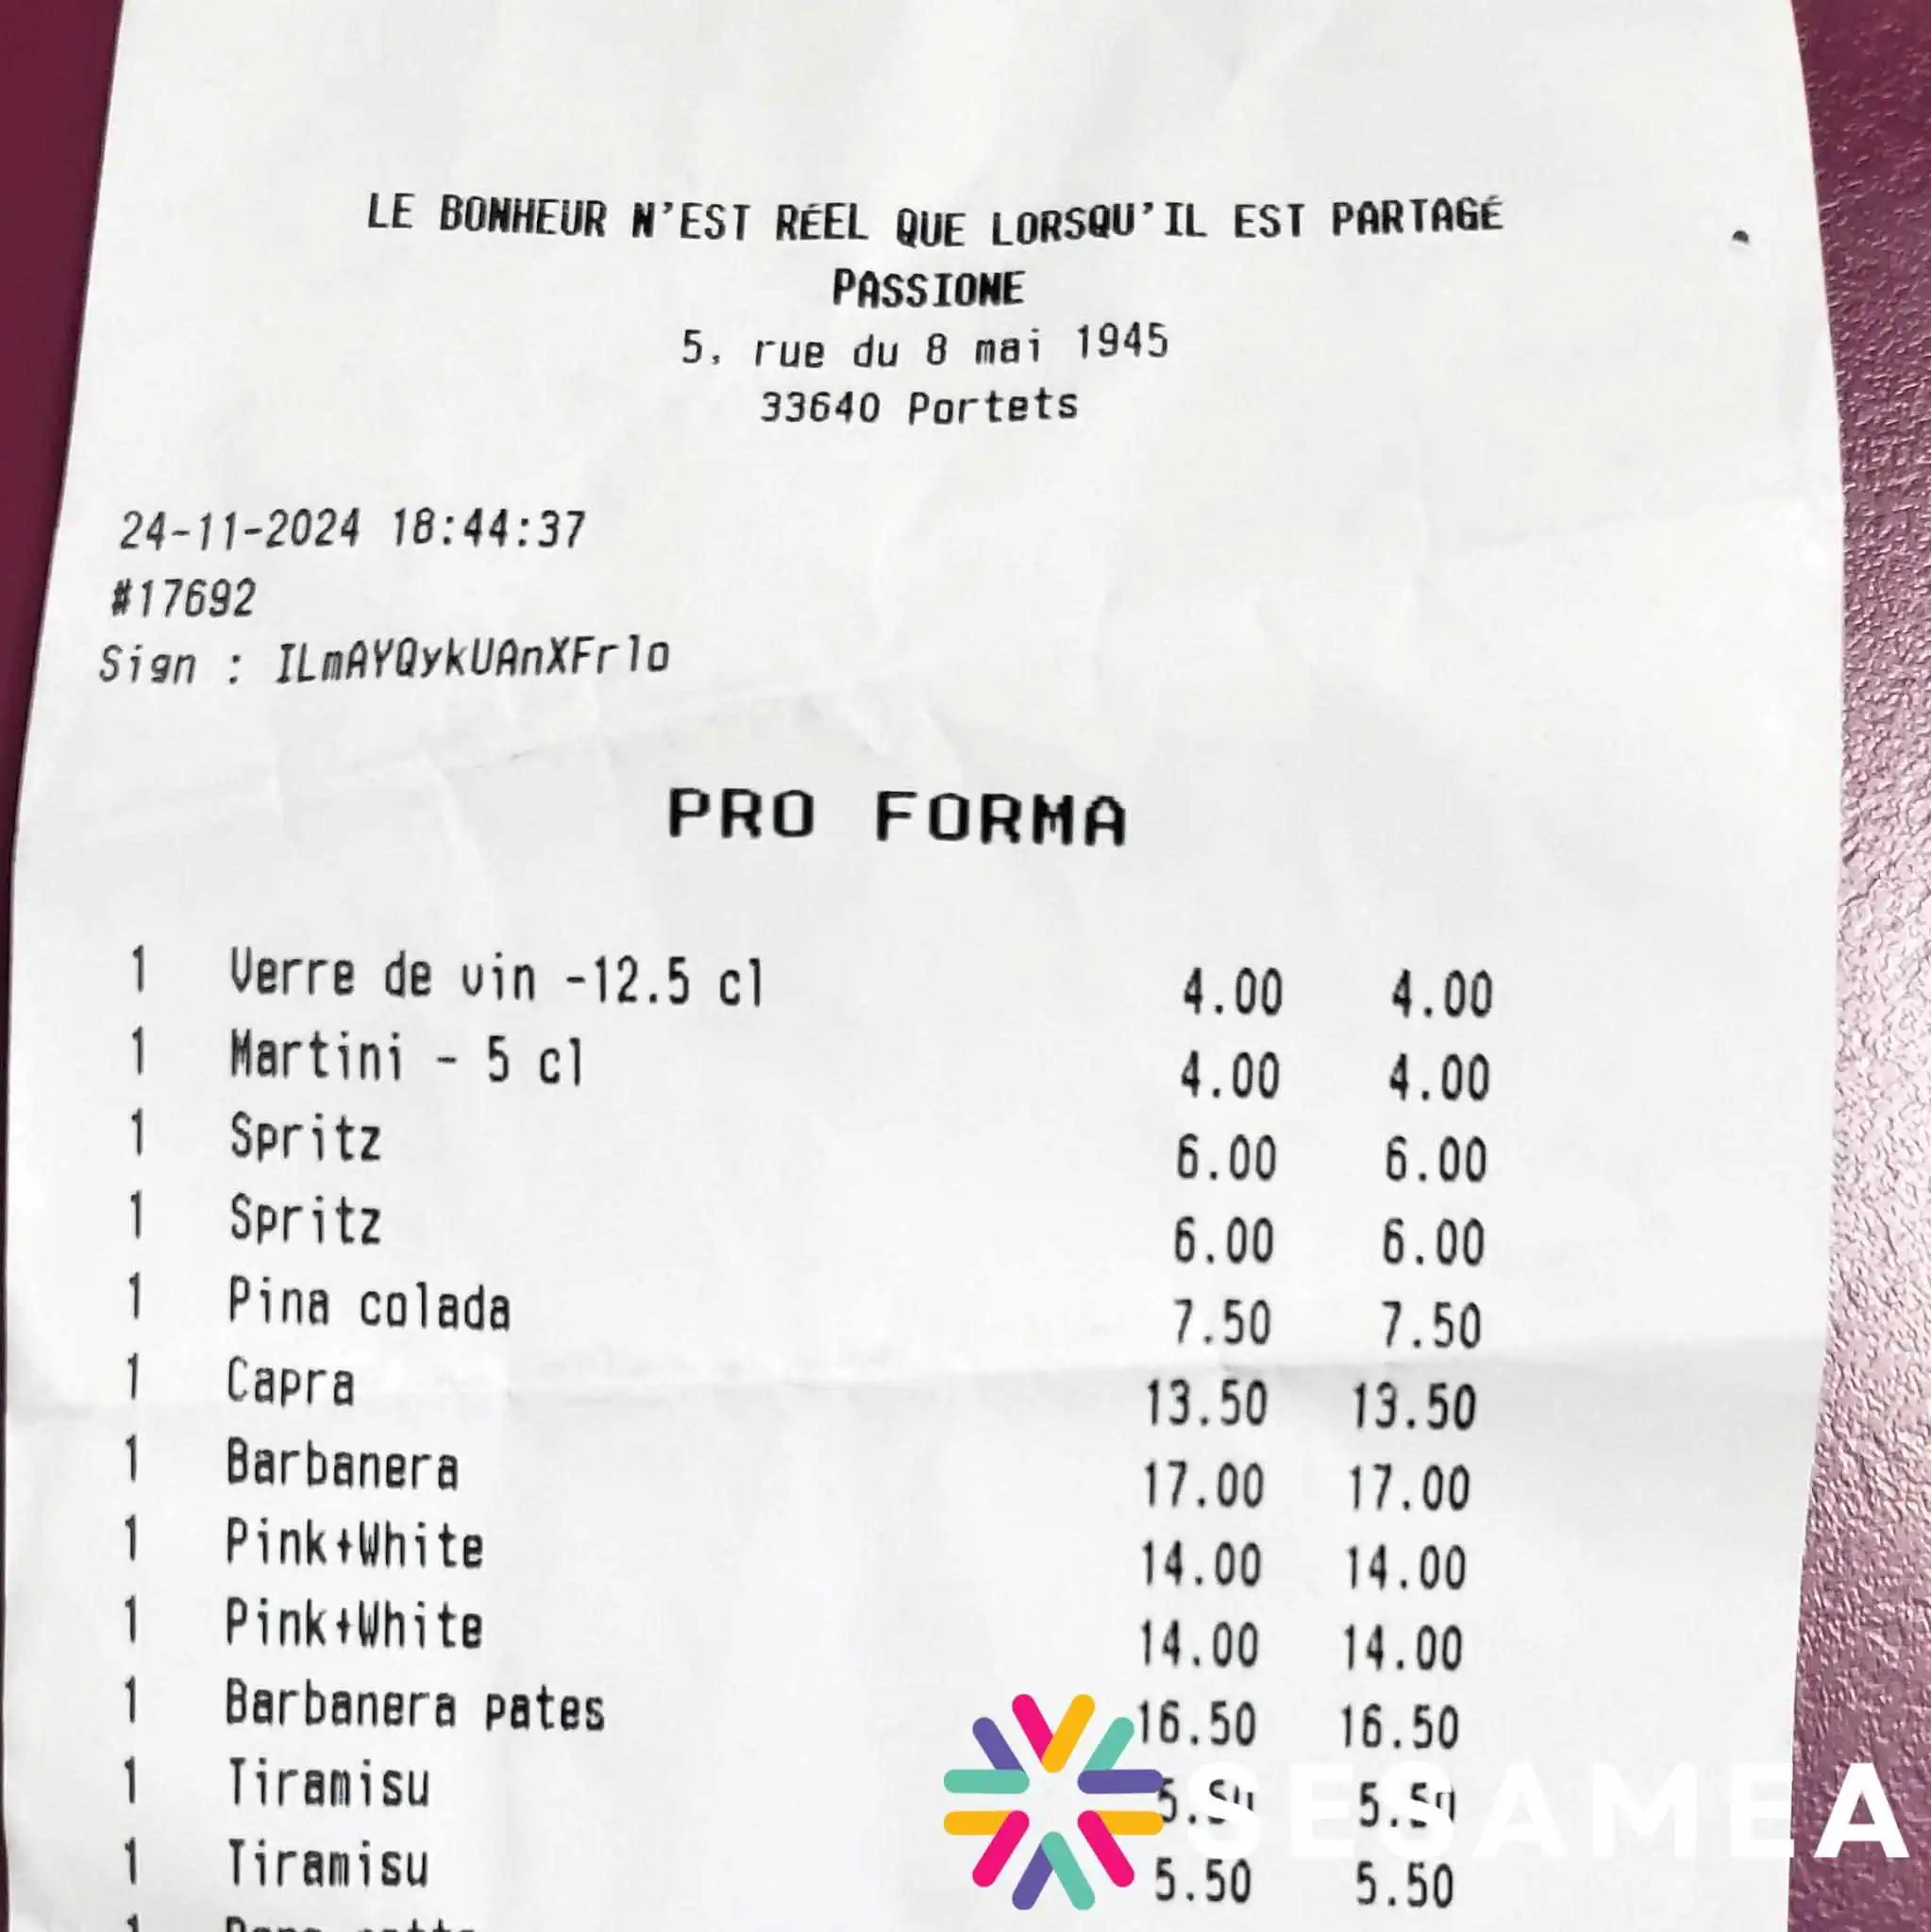 LE BONHEUR N'EST RÉEL QUE LORSQU'IL EST PARTAGÉ
PASSIONE
5, rue du 8 mai 1945
33640 Portets
24-11-2024 18:44:37
#17692
Sign : ILmAYQykUAnXFrlo
PRO FORMA
1 Verre de vin -12.5 cl 4.00 4.00
1 Martini - 5 cl 4.00 4.00
1 Spritz 6.00 6.00
1 Spritz 6.00 6.00
1 Pina colada 7.50 7.50
1 Capra 13.50 13.50
1 Barbanera 17.00 17.00
1 Pink+White 14.00 14.00
1 Pink+White 14.00 14.00
1 Barbanera pates 16.50 16.50
1 Tiramisu 5.50 5.50
SESAMEA
1 Tiramisu 5.50 5.50